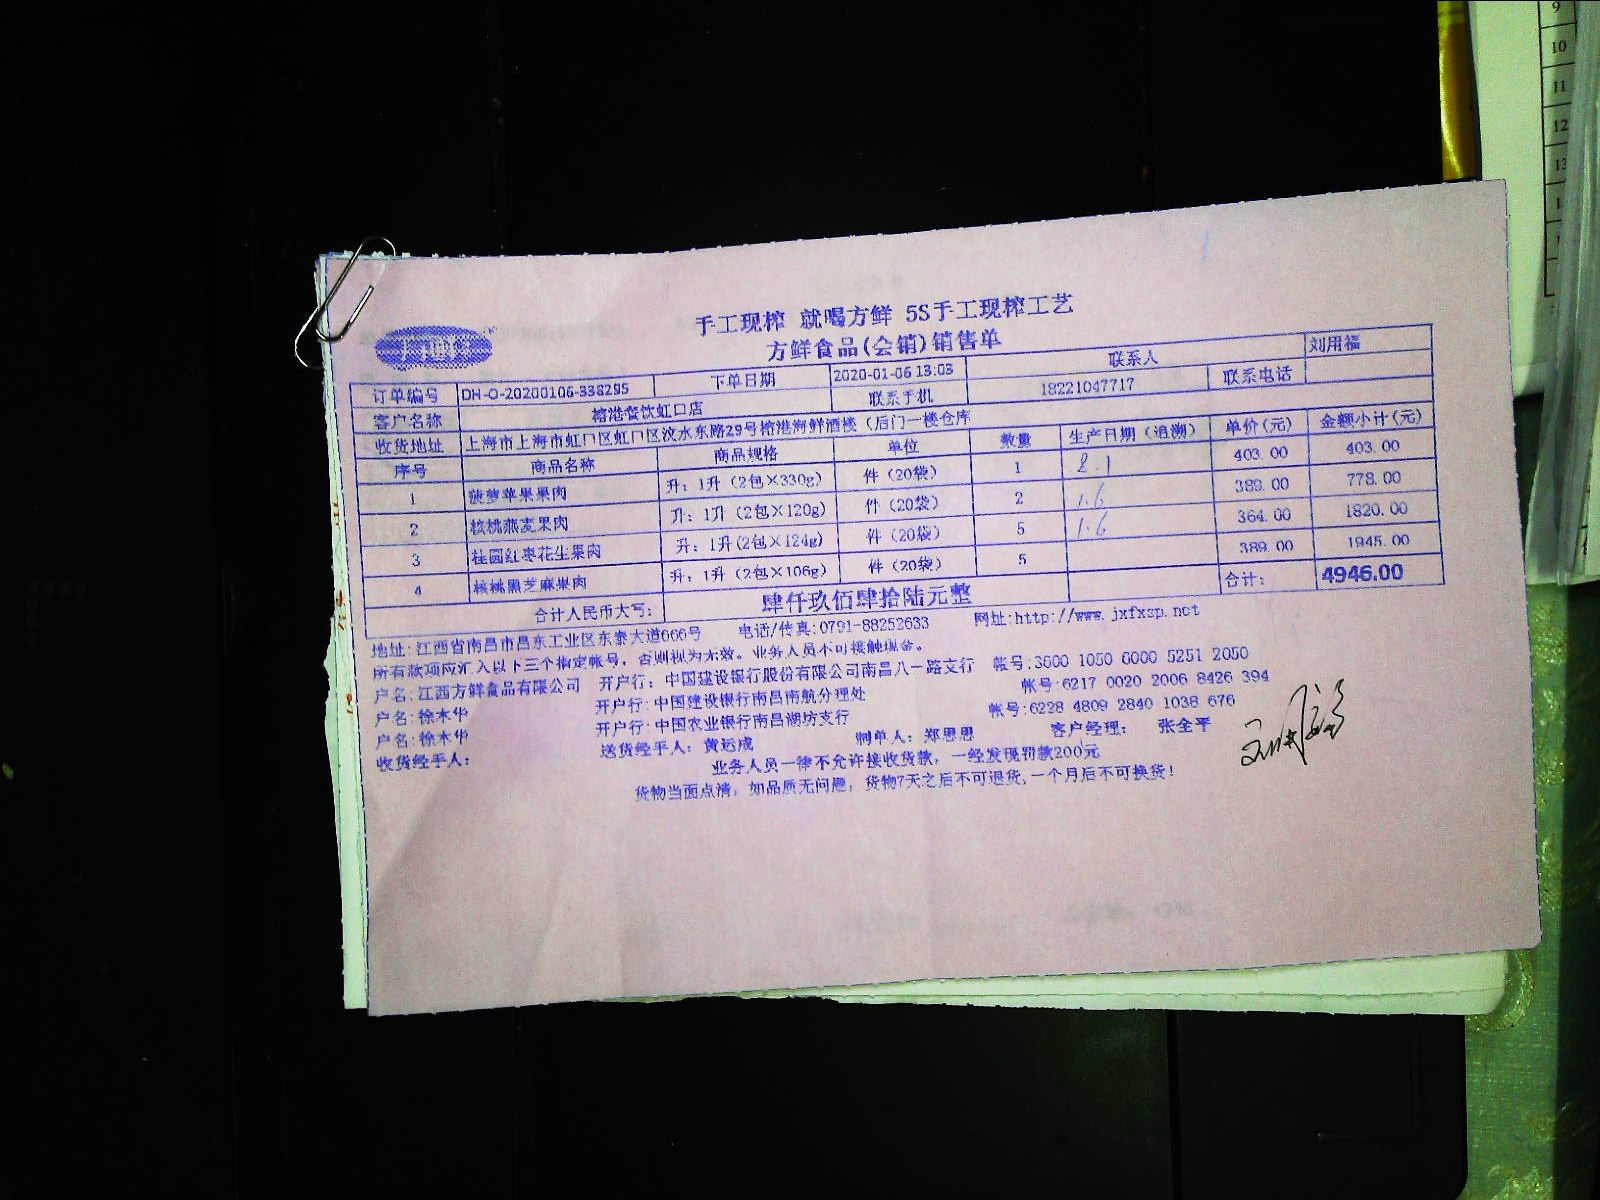 手工现榨 就喝方鲜 5S手工现榨工艺
方鲜食品(会销)销售单
订单编号 DH-O-20200106-338295 下单日期 2020-01-06 13:03 联系人 刘用福
客户名称 榕港餐饮虹口店 联系手机 18221047717 联系电话
收货地址 上海市上海市虹口区虹口区汶水东路29号榕港海鲜酒楼（后门一楼仓库
序号 商品名称 商品规格 单位 数量 生产日期（追溯） 单价(元) 金额小计(元)
1 菠萝苹果果肉 升：1升（2包×330g） 件（20袋） 1 8.1 403.00 403.00
2 核桃燕麦果肉 升：1升（2包×120g） 件（20袋） 2 1.6 389.00 778.00
3 桂圆红枣花生果肉 升：1升(2包×124g) 件（20袋） 5 1.6 364.00 1820.00
4 核桃黑芝麻果肉 升：1升（2包×106g） 件（20袋） 5 389.00 1945.00
合计人民币大写： 肆仟玖佰肆拾陆元整 合计： 4946.00
地址：江西省南昌市昌东工业区东泰大道666号 电话/传真:0791-88252633 网址:http://www.jxfxsp.net
所有款项应汇入以下三个指定帐号，否则视为无效。业务人员不可接触现金。
户名：江西方鲜食品有限公司 开户行：中国建设银行股份有限公司南昌八一路支行 帐号:3600 1050 0000 5251 2050
户名：徐木华 开户行：中国建设银行南昌南航分理处 帐号:6217 0020 2006 8426 394
户名：徐木华 开户行：中国农业银行南昌湖坊支行 帐号:6228 4809 2840 1038 676
收货经手人： 送货经手人：黄运成 制单人：郑思思 客户经理： 张全平
业务人员一律不允许接收货款，一经发现罚款200元
货物当面点清，如品质无问题，货物7天之后不可退货,一个月后不可换货！
9
10
11
12